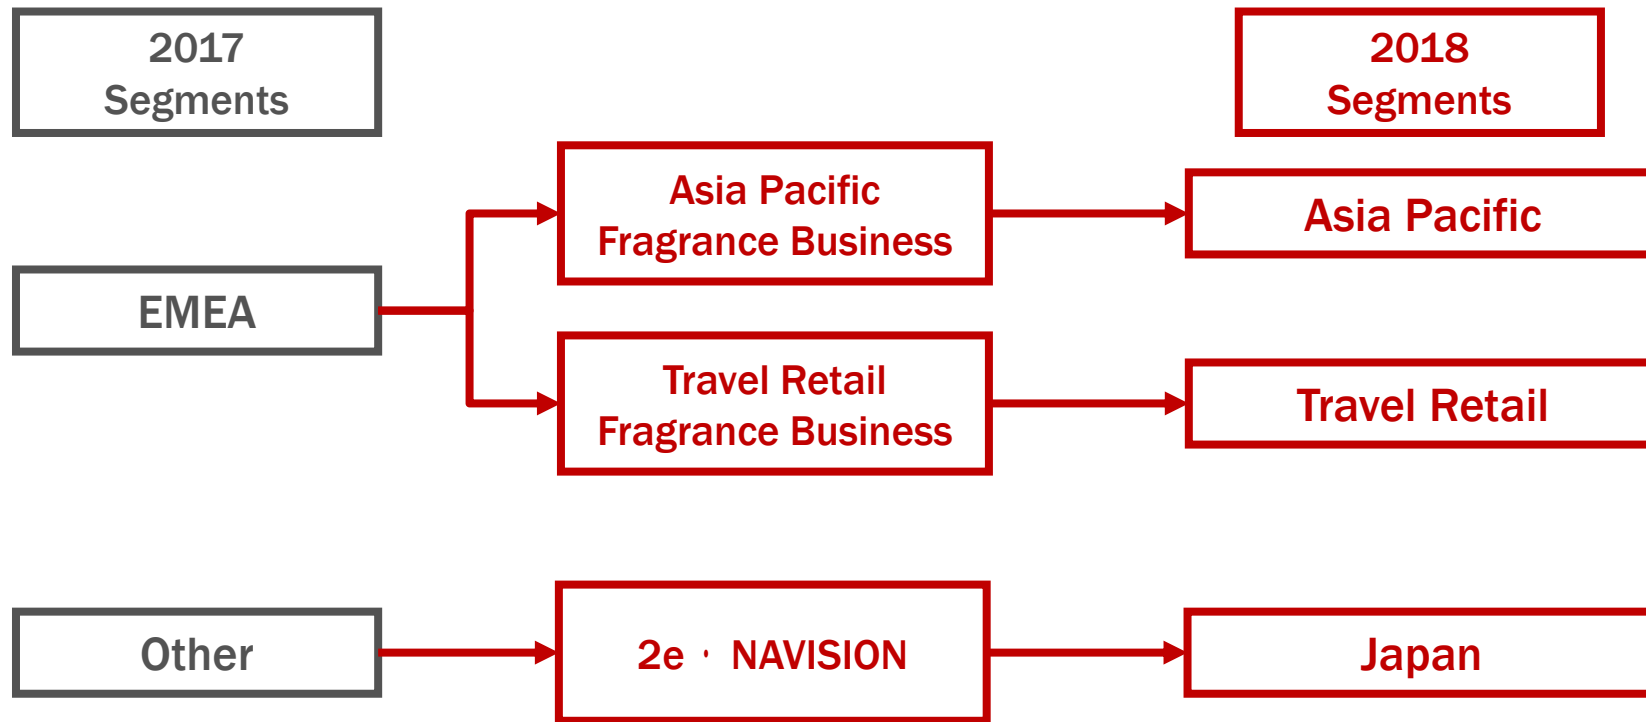 2017
Segments
2018
Segments
Asia Pacific
Fragrance Business
Asia Pacific
EMEA
Travel Retail
Fragrance Business
Travel Retail
Other
2e · NAVISION
Japan